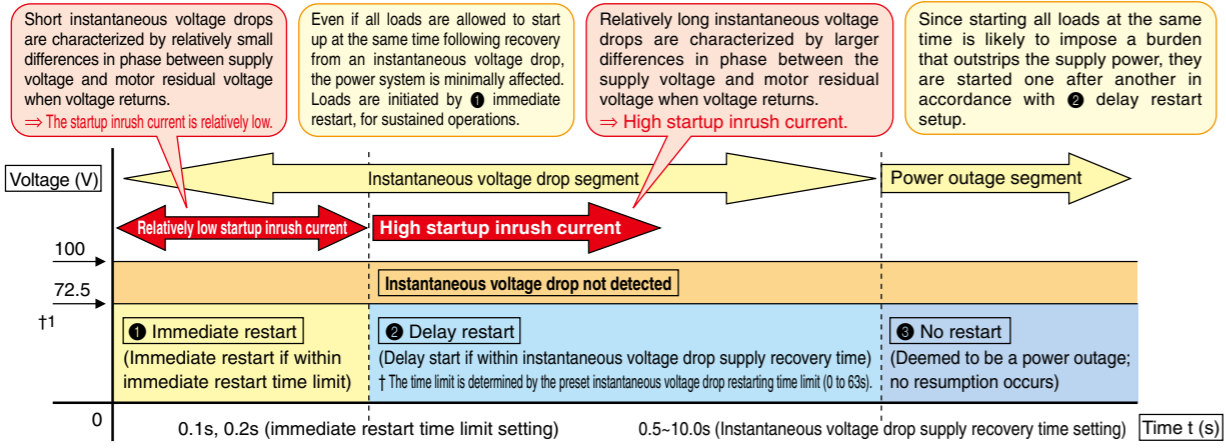 Short instantaneous voltage drops
are characterized by relatively small
differences in phase between supply
voltage and motor residual voltage
when voltage returns.
⇒ The startup inrush current is relatively low.
Even if all loads are allowed to start
up at the same time following recovery
from an instantaneous voltage drop,
the power system is minimally affected.
Loads are initiated by ❶ immediate
restart, for sustained operations.
Relatively long instantaneous voltage
drops are characterized by larger
differences in phase between the
supply voltage and motor residual
voltage when voltage returns.
⇒ High startup inrush current.
Since starting all loads at the same
time is likely to impose a burden
that outstrips the supply power, they
are started one after another in
accordance with ❷ delay restart
setup.
Voltage (V)
Instantaneous voltage drop segment
Power outage segment
Relatively low startup inrush current
High startup inrush current
100
Instantaneous voltage drop not detected
72.5
†1
❶ Immediate restart
(Immediate restart if within
immediate restart time limit)
❷ Delay restart
(Delay start if within instantaneous voltage drop supply recovery time)
† The time limit is determined by the preset instantaneous voltage drop restarting time limit (0 to 63s).
❸ No restart
(Deemed to be a power outage;
no resumption occurs)
0
0.1s, 0.2s (immediate restart time limit setting)
0.5~10.0s (Instantaneous voltage drop supply recovery time setting)
Time t (s)